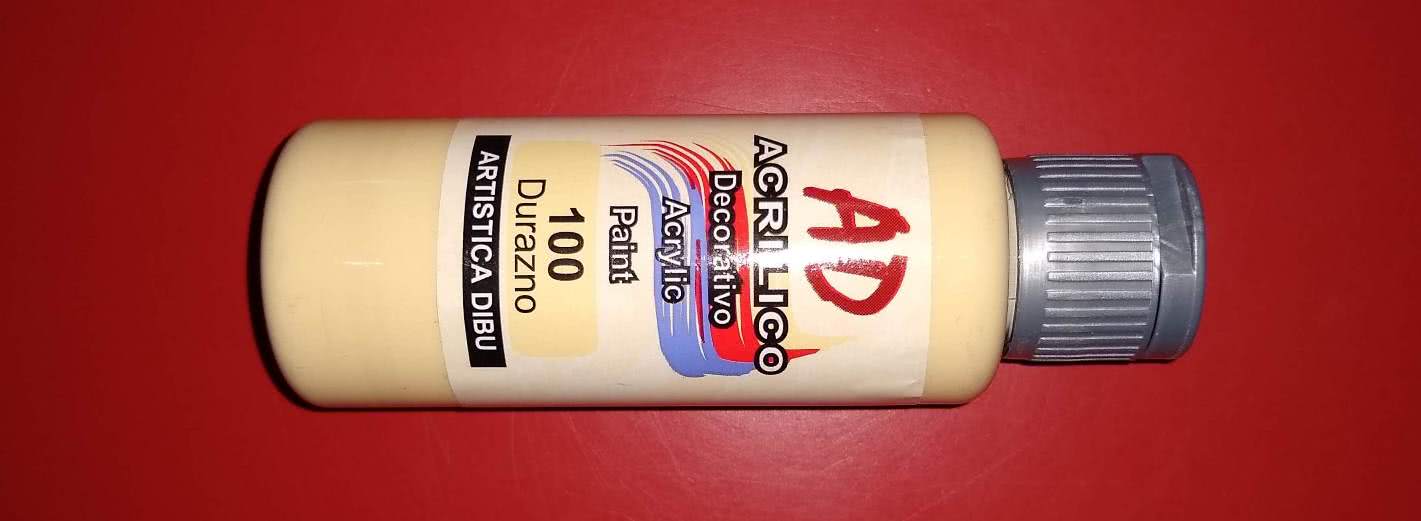 AD
ACRILICO
Decorativo
Acrylic
Paint
100
Durazno
ARTISTICA DIBU